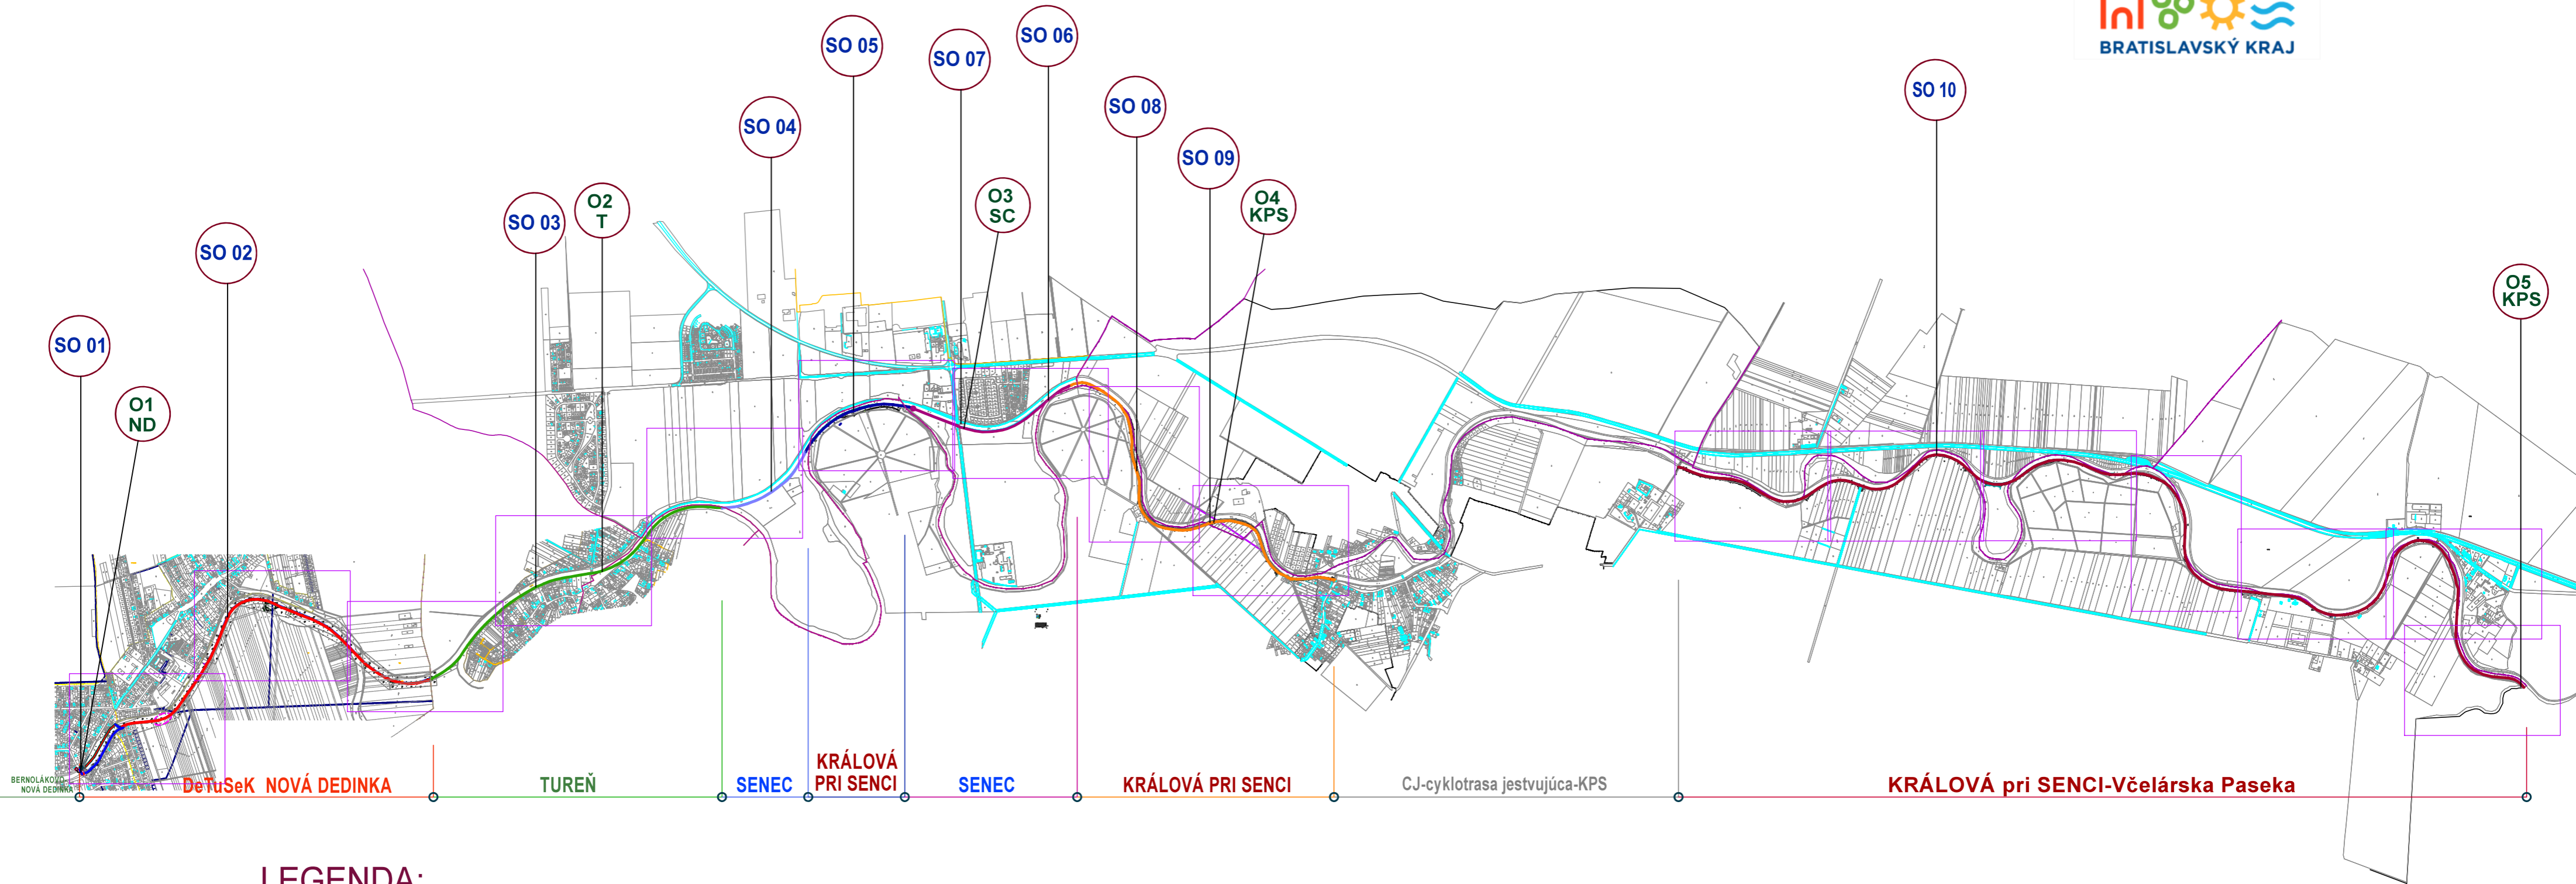 BRATISLAVSKÝ KRAJ
SO 01
O1
ND
SO 02
SO 03
O2
T
SO 04
SO 05
SO 07
O3
SC
SO 06
SO 08
SO 09
O4
KPS
SO 10
O5
KPS
BERNOLÁKOVO-
NOVÁ DEDINKA
DeTuSeK NOVÁ DEDINKA
TUREŇ
SENEC
KRÁLOVÁ
PRI SENCI
SENEC
KRÁLOVÁ PRI SENCI
CJ-cyklotrasa jestvujúca-KPS
KRÁLOVÁ pri SENCI-Včelárska Paseka
LEGENDA: